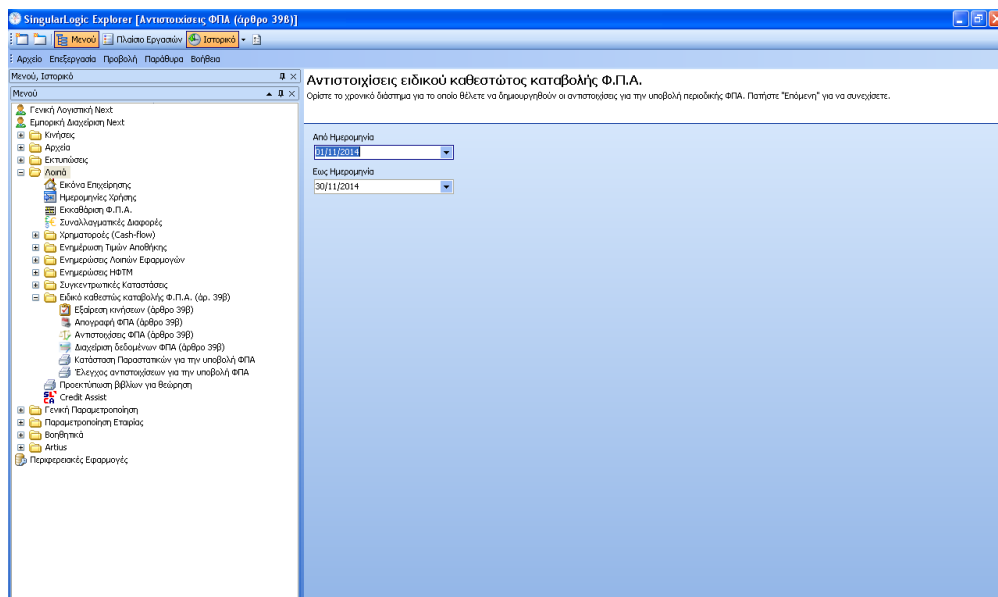 SingularLogic Explorer [Αντιστοιχίσεις ΦΠΑ (άρθρο 39β)]
Μενού Πλαίσιο Εργασιών Ιστορικό
Αρχείο Επεξεργασία Προβολή Παράθυρα Βοήθεια
Μενού, Ιστορικό
Μενού
Γενική Λογιστική Next
Εμπορική Διαχείριση Next
Κινήσεις
Αρχεία
Εκτυπώσεις
Λοιπά
Εικόνα Επιχείρησης
Ημερομηνίες Χρήσης
Εκκαθάριση Φ.Π.Α.
Συναλλαγματικές Διαφορές
Χρηματοροές (Cash-flow)
Ενημέρωση Τιμών Αποθήκης
Ενημερώσεις Λοιπών Εφαρμογών
Ενημερώσεις ΗΦΤΜ
Συγκεντρωτικές Καταστάσεις
Ειδικό καθεστώς καταβολής Φ.Π.Α. (άρ. 39β)
Εξαίρεση κινήσεων (άρθρο 39β)
Απογραφή ΦΠΑ (άρθρο 39β)
Αντιστοιχίσεις ΦΠΑ (άρθρο 39β)
Διαχείριση δεδομένων ΦΠΑ (άρθρο 39β)
Κατάσταση Παραστατικών για την υποβολή ΦΠΑ
Έλεγχος αντιστοιχίσεων για την υποβολή ΦΠΑ
Προεκτύπωση βιβλίων για θεώρηση
Credit Assist
Γενική Παραμετροποίηση
Παραμετροποίηση Εταιρίας
Βοηθητικά
Artius
Περιφερειακές Εφαρμογές
Αντιστοιχίσεις ειδικού καθεστώτος καταβολής Φ.Π.Α.
Ορίστε το χρονικό διάστημα για το οποίο θέλετε να δημιουργηθούν οι αντιστοιχίσεις για την υποβολή περιοδικής ΦΠΑ. Πατήστε "Επόμενη" για να συνεχίσετε.
Από Ημερομηνία
01/11/2014
Εως Ημερομηνία
30/11/2014